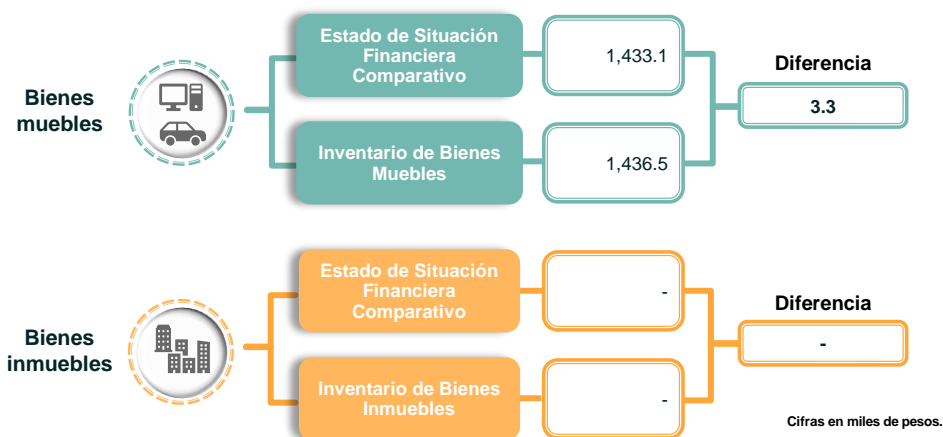 Bienes
muebles
Estado de Situación
Financiera
Comparativo
1,433.1
Inventario de Bienes
Muebles
1,436.5
Diferencia
3.3
Bienes
inmuebles
Estado de Situación
Financiera
Comparativo
-
Inventario de Bienes
Inmuebles
-
Diferencia
-
Cifras en miles de pesos.